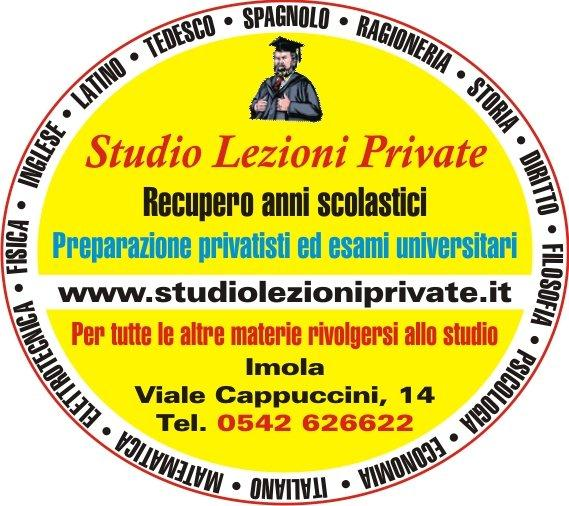 INGLESE • LATINO • TEDESCO • SPAGNOLO • RAGIONERIA • STORIA • DIRITTO • FILOSOFIA • PSICOLOGIA • ECONOMIA • ITALIANO • MATEMATICA • ELETTROTECNICA • FISICA •
Studio Lezioni Private
Recupero anni scolastici
Preparazione privatisti ed esami universitari
www.studiolezioniprivate.it
Per tutte le altre materie rivolgersi allo studio
Imola
Viale Cappuccini, 14
Tel. 0542 626622